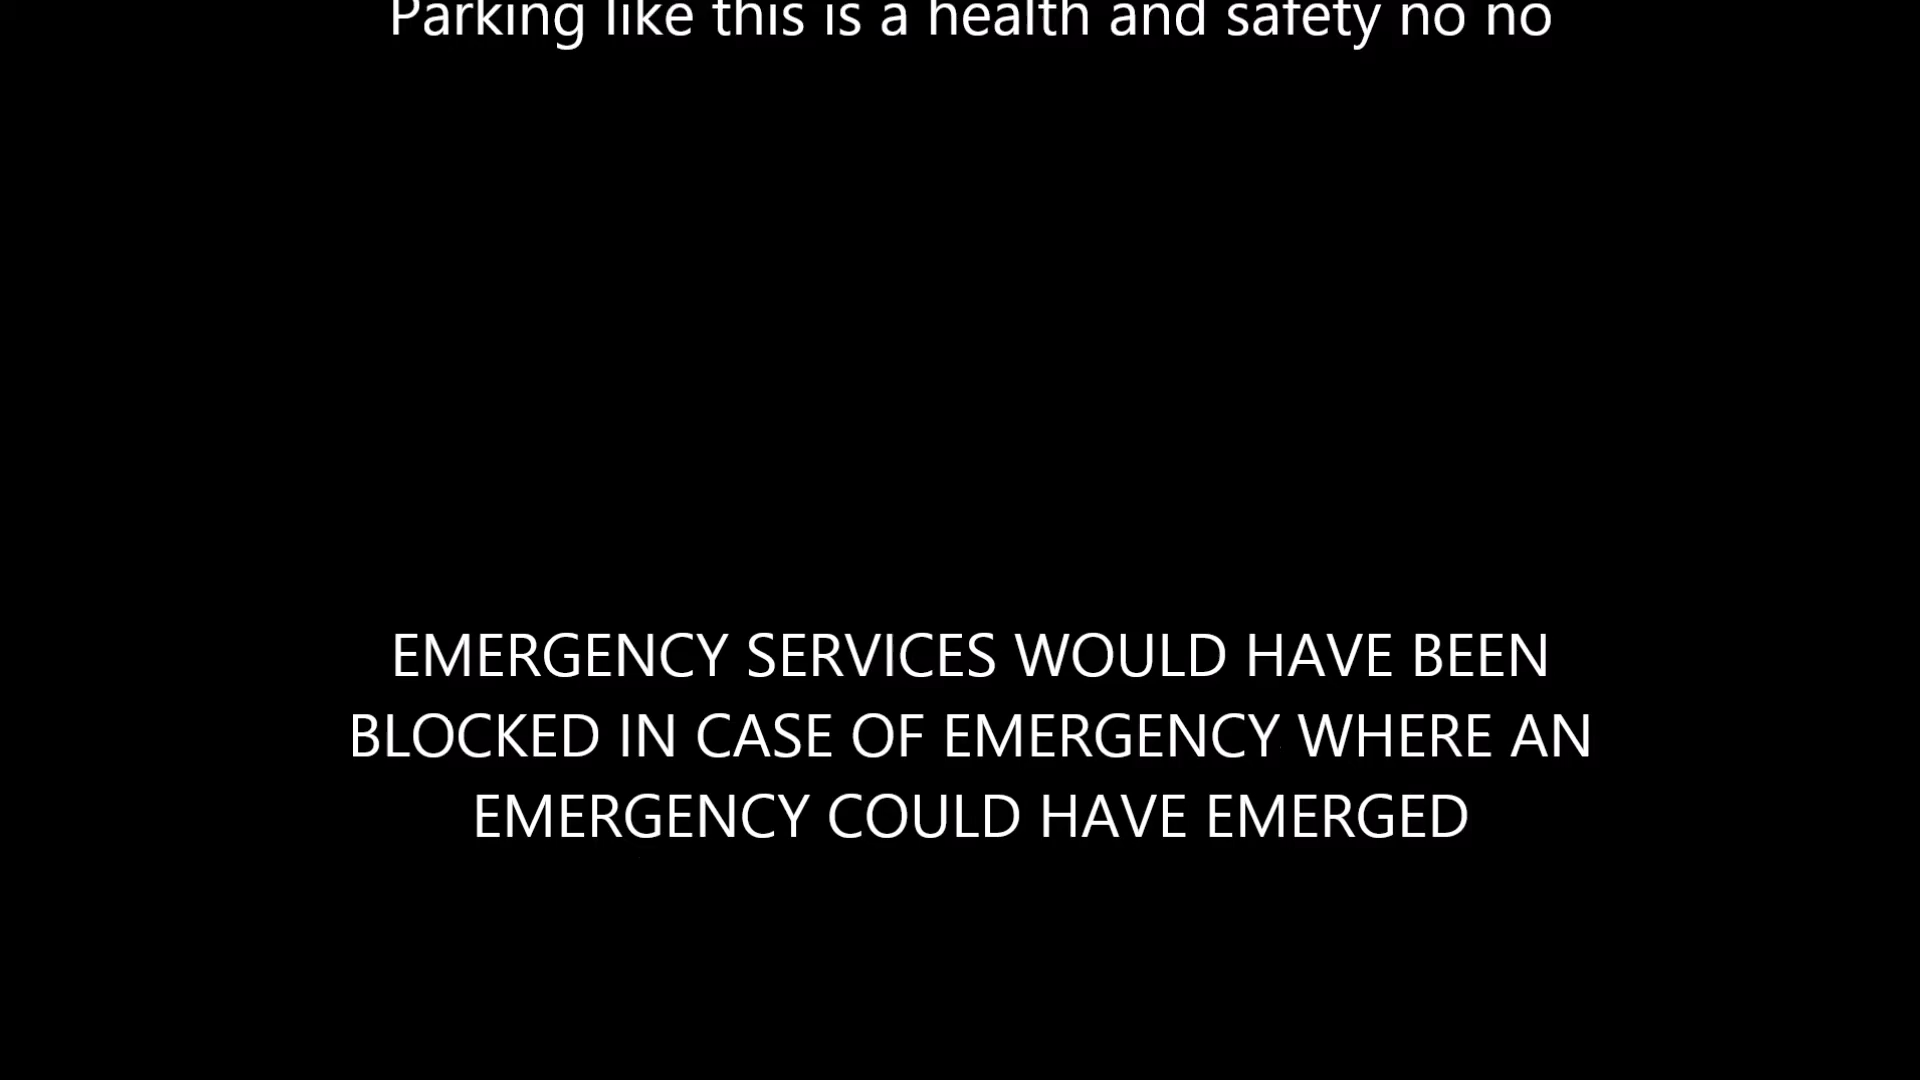 Parking like this is a health and safety no no
EMERGENCY SERVICES WOULD HAVE BEEN
BLOCKED IN CASE OF EMERGENCY WHERE AN
EMERGENCY COULD HAVE EMERGED